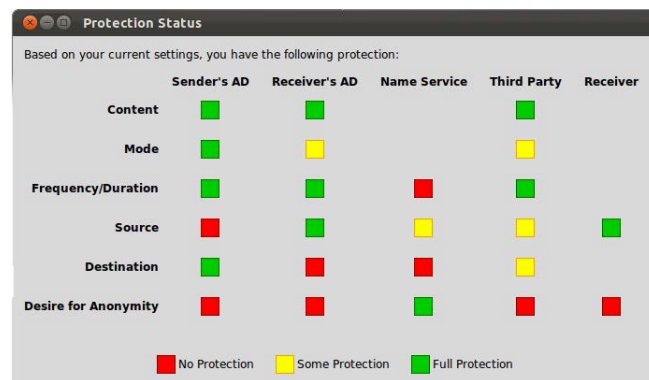 Protection Status
Based on your current settings, you have the following protection:
Sender's AD Receiver's AD Name Service Third Party Receiver
Content
Mode
Frequency/Duration
Source
Destination
Desire for Anonymity
No Protection Some Protection Full Protection